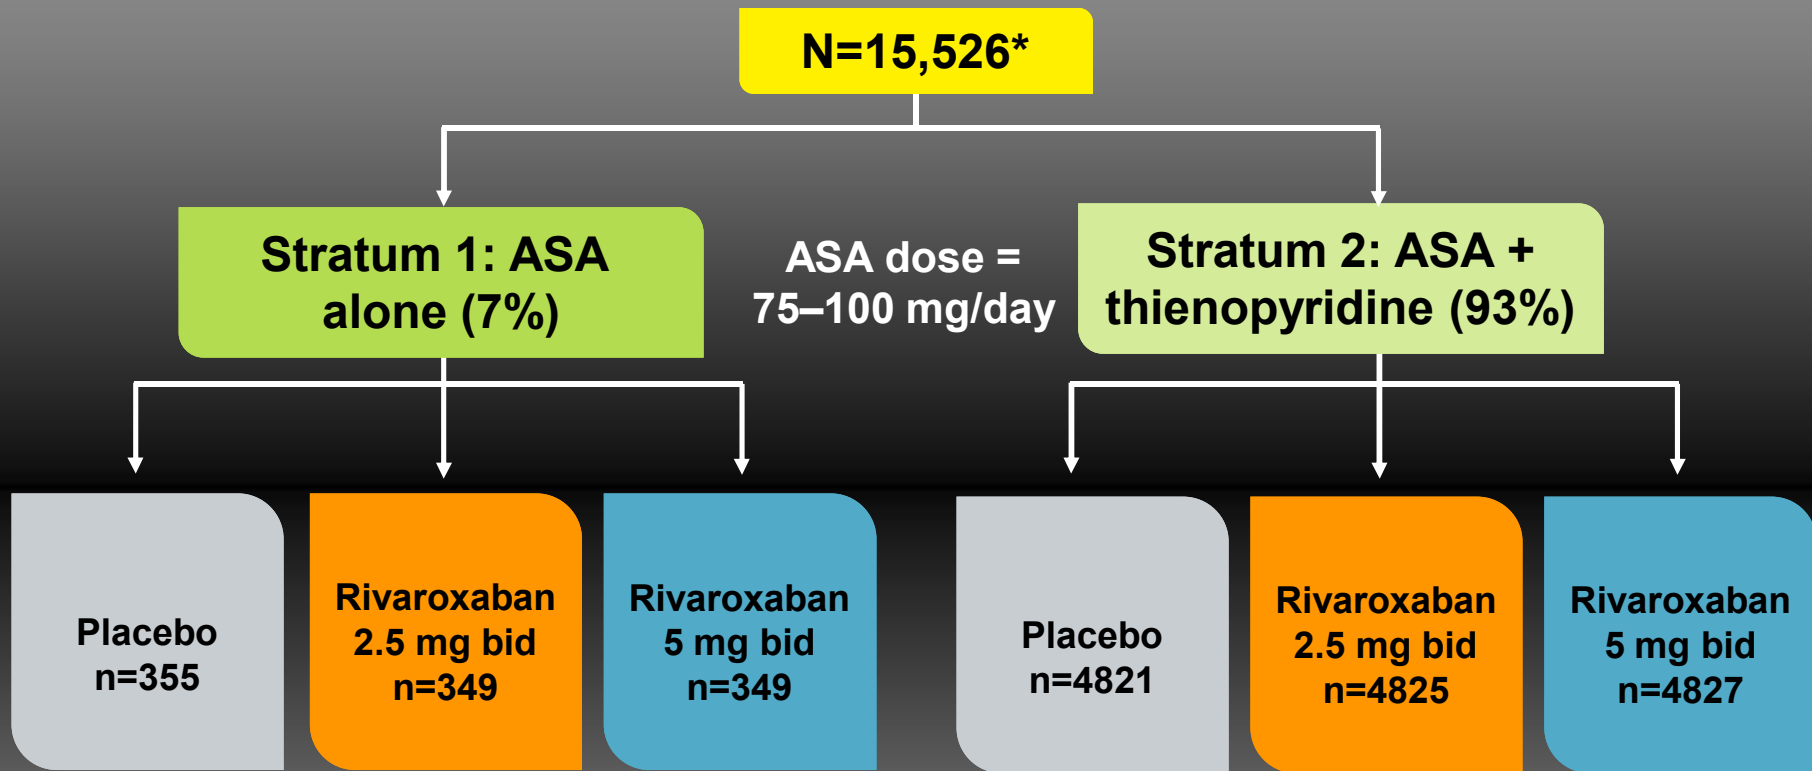 N=15,526*
Stratum 1: ASA
alone (7%)
ASA dose =
75–100 mg/day
Stratum 2: ASA +
thienopyridine (93%)
Placebo
n=355
Rivaroxaban
2.5 mg bid
n=349
Rivaroxaban
5 mg bid
n=349
Placebo
n=4821
Rivaroxaban
2.5 mg bid
n=4825
Rivaroxaban
5 mg bid
n=4827